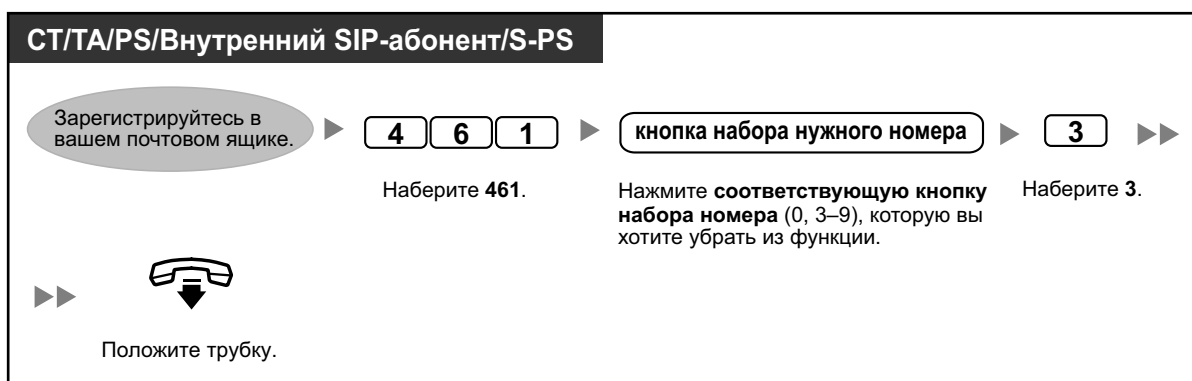 СТ/TA/PS/Внутренний SIP-абонент/S-PS
Зарегистрируйтесь в
вашем почтовом ящике.
4 6 1
кнопка набора нужного номера
3
Наберите 461.
Нажмите соответствующую кнопку
набора номера (0, 3–9), которую вы
хотите убрать из функции.
Наберите 3.
Положите трубку.